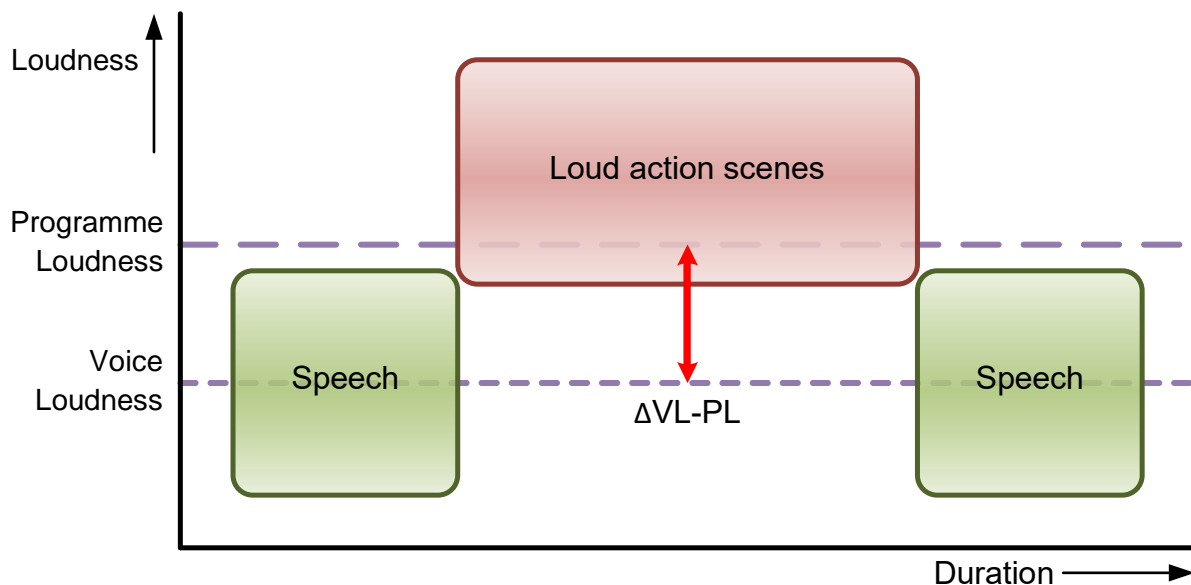 Loudness
Loud action scenes
Programme
Loudness
Voice
Loudness
Speech
Speech
ΔVL-PL
Duration